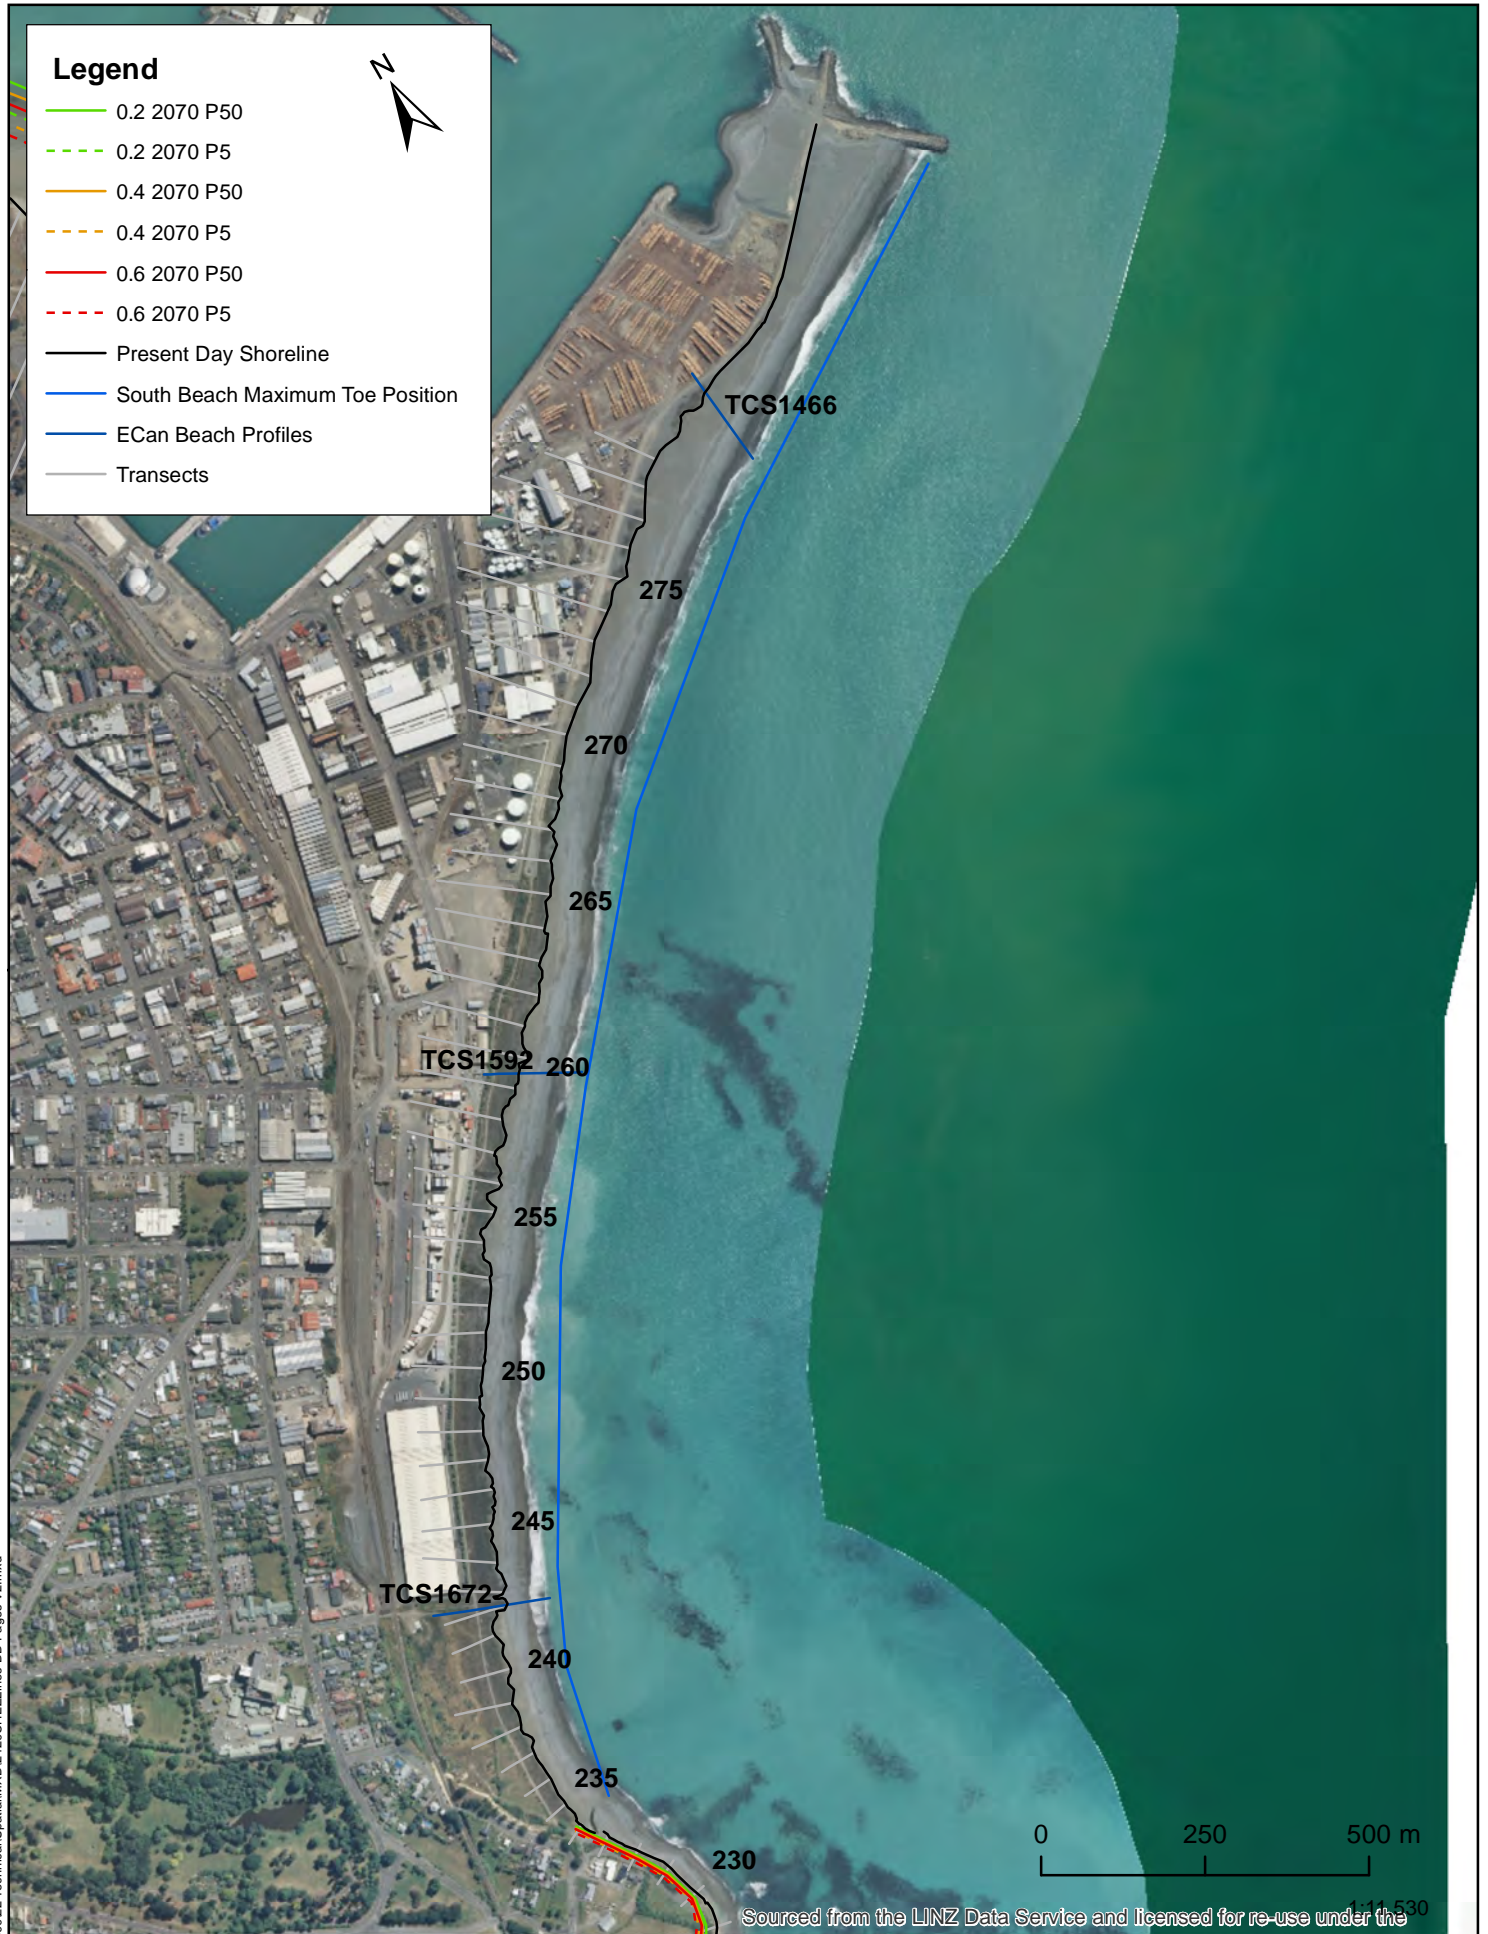 Legend
N
0.2 2070 P50
0.2 2070 P5
0.4 2070 P50
0.4 2070 P5
0.6 2070 P50
0.6 2070 P5
Present Day Shoreline
South Beach Maximum Toe Position
ECan Beach Profiles
Transects
TCS1466
275
270
265
TCS1592
260
255
250
245
TCS1672
240
235
230
0
250
500 m
1:11,530
Sourced from the LINZ Data Service and licensed for re-use under the